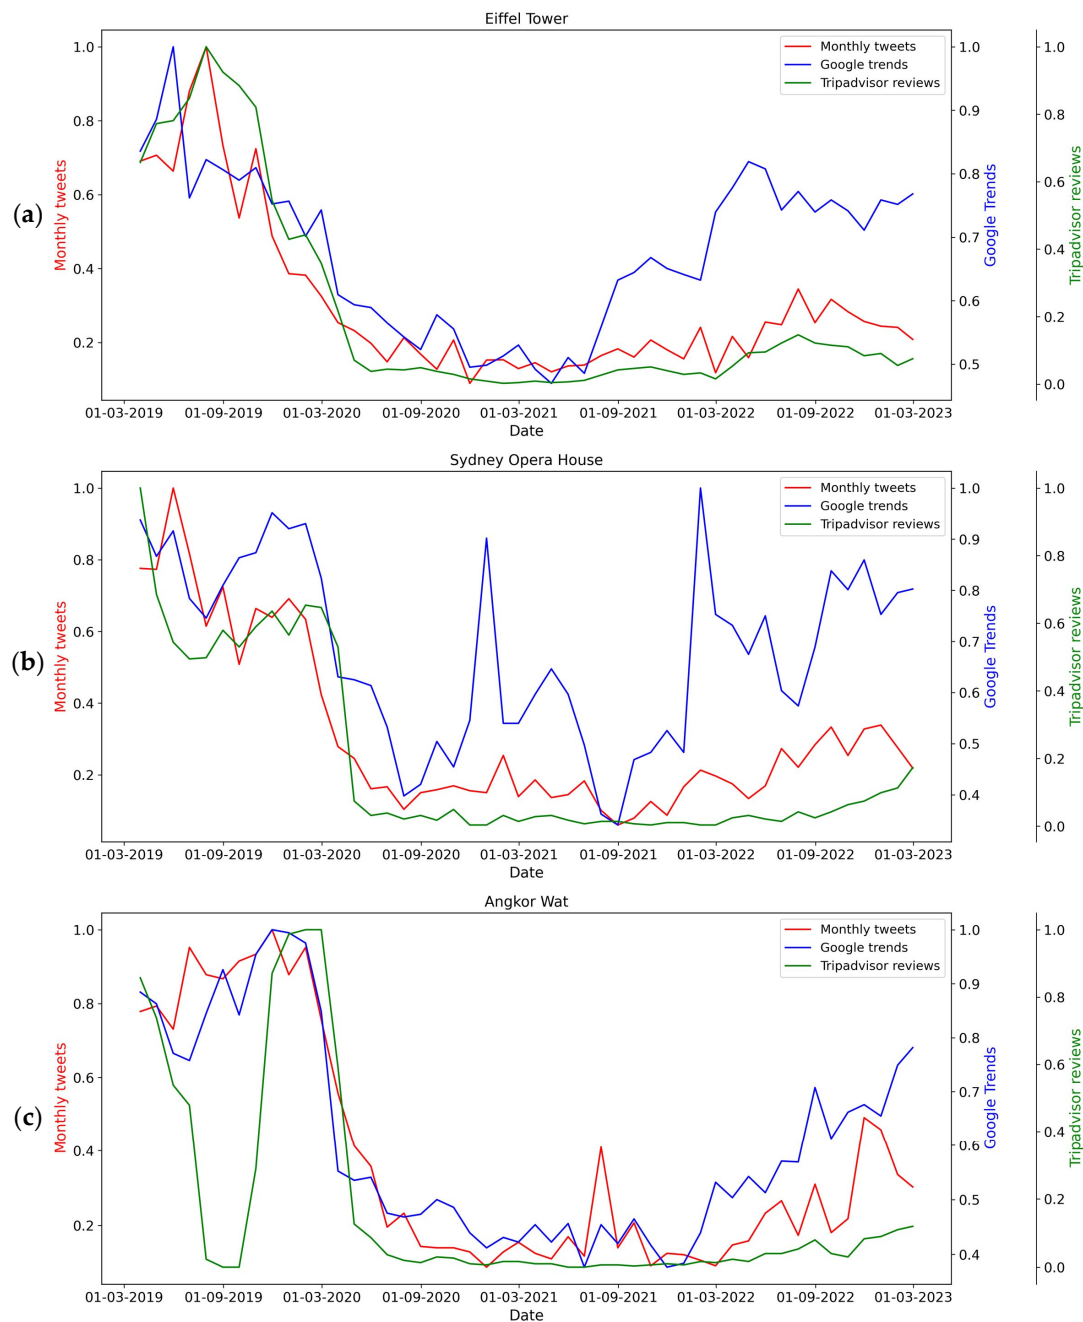 Eiffel Tower
Monthly tweets
Google trends
Tripadvisor reviews
1.0
0.8
0.6
0.4
0.2
1.0
0.9
0.8
0.7
0.6
0.5
1.0
0.8
0.6
0.4
0.2
0.0
(a)
Monthly tweets
Google Trends
Tripadvisor reviews
01-03-2019 01-09-2019 01-03-2020 01-09-2020 01-03-2021 01-09-2021 01-03-2022 01-09-2022 01-03-2023
Date
Sydney Opera House
Monthly tweets
Google trends
Tripadvisor reviews
1.0
0.8
0.6
0.4
0.2
1.0
0.9
0.8
0.7
0.6
0.5
0.4
1.0
0.8
0.6
0.4
0.2
0.0
(b)
Monthly tweets
Google Trends
Tripadvisor reviews
01-03-2019 01-09-2019 01-03-2020 01-09-2020 01-03-2021 01-09-2021 01-03-2022 01-09-2022 01-03-2023
Date
Angkor Wat
Monthly tweets
Google trends
Tripadvisor reviews
1.0
0.8
0.6
0.4
0.2
1.0
0.9
0.8
0.7
0.6
0.5
0.4
1.0
0.8
0.6
0.4
0.2
0.0
(c)
Monthly tweets
Google Trends
Tripadvisor reviews
01-03-2019 01-09-2019 01-03-2020 01-09-2020 01-03-2021 01-09-2021 01-03-2022 01-09-2022 01-03-2023
Date